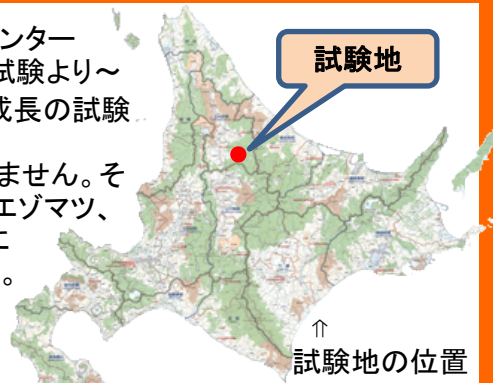 ンター
試験より～
成長の試験
ません。そ
エゾマツ、
に
。
試験地
⇑
試験地の位置